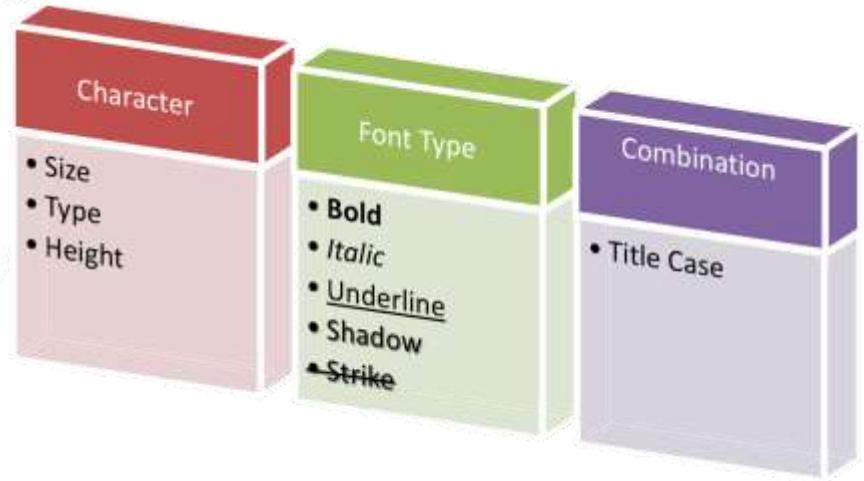 Character
• Size
• Type
• Height
Font Type
• Bold
• Italic
• Underline
• Shadow
• Strike
Combination
• Title Case